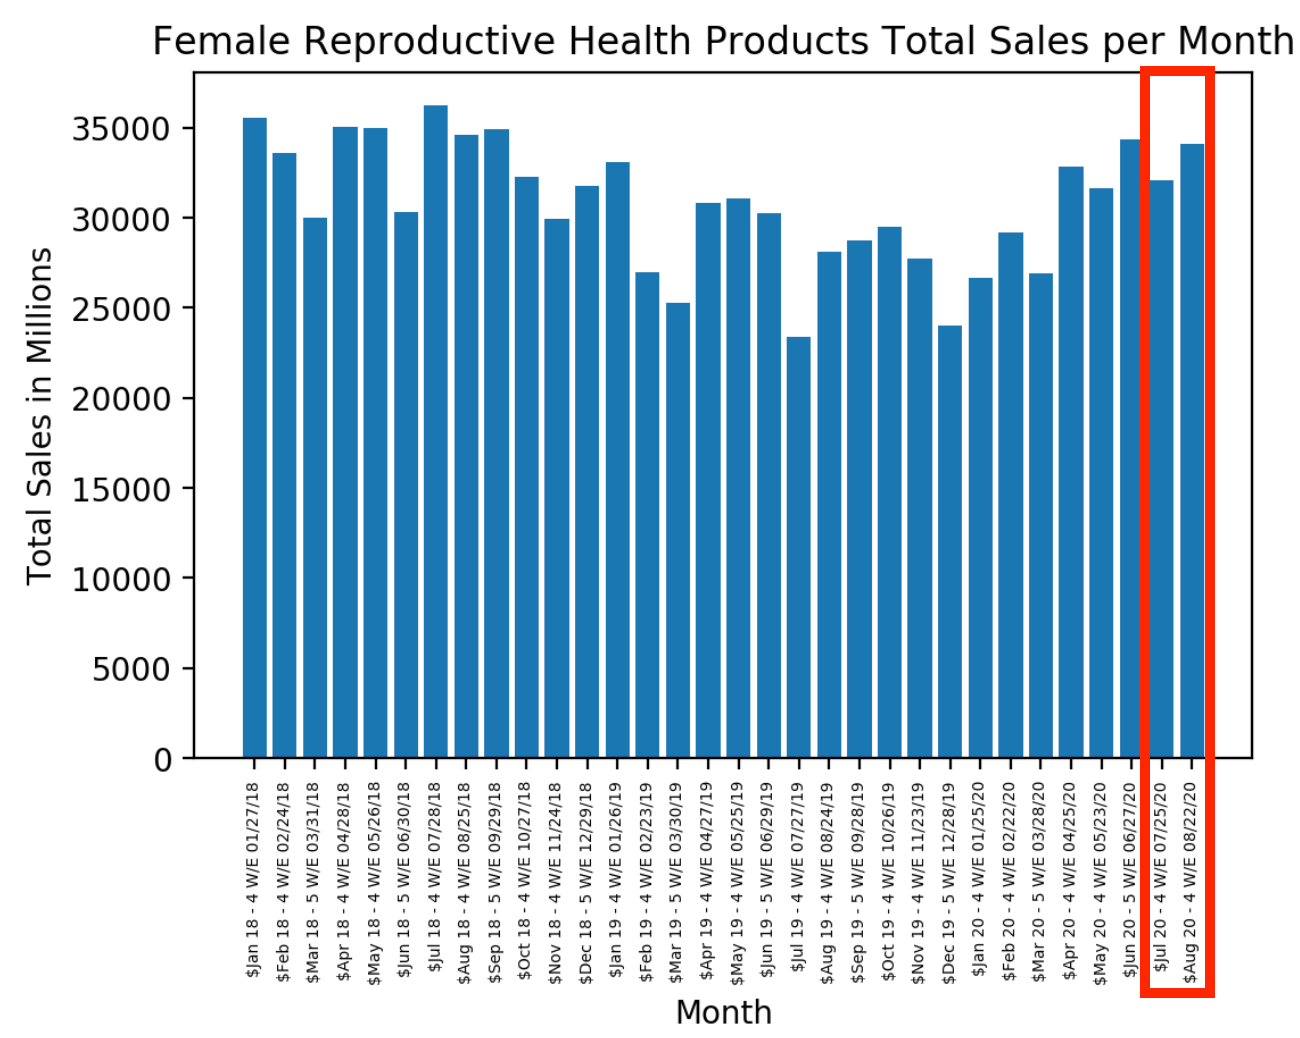 Female Reproductive Health Products Total Sales per Month
Total Sales in Millions
35000
30000
25000
20000
15000
10000
5000
0
$Jan 18 - 4 W/E 01/27/18
$Feb 18 - 4 W/E 02/24/18
$Mar 18 - 5 W/E 03/31/18
$Apr 18 - 4 W/E 04/28/18
$May 18 - 4 W/E 05/26/18
$Jun 18 - 5 W/E 06/30/18
$Jul 18 - 4 W/E 07/28/18
$Aug 18 - 4 W/E 08/25/18
$Sep 18 - 5 W/E 09/29/18
$Oct 18 - 4 W/E 10/27/18
$Nov 18 - 4 W/E 11/24/18
$Dec 18 - 5 W/E 12/29/18
$Jan 19 - 4 W/E 01/26/19
$Feb 19 - 4 W/E 02/23/19
$Mar 19 - 5 W/E 03/30/19
$Apr 19 - 4 W/E 04/27/19
$May 19 - 4 W/E 05/25/19
$Jun 19 - 5 W/E 06/29/19
$Jul 19 - 4 W/E 07/27/19
$Aug 19 - 4 W/E 08/24/19
$Sep 19 - 5 W/E 09/28/19
$Oct 19 - 4 W/E 10/26/19
$Nov 19 - 4 W/E 11/23/19
$Dec 19 - 5 W/E 12/28/19
$Jan 20 - 4 W/E 01/25/20
$Feb 20 - 4 W/E 02/22/20
$Mar 20 - 5 W/E 03/28/20
$Apr 20 - 4 W/E 04/25/20
$May 20 - 4 W/E 05/23/20
$Jun 20 - 5 W/E 06/27/20
$Jul 20 - 4 W/E 07/25/20
$Aug 20 - 4 W/E 08/22/20
Month